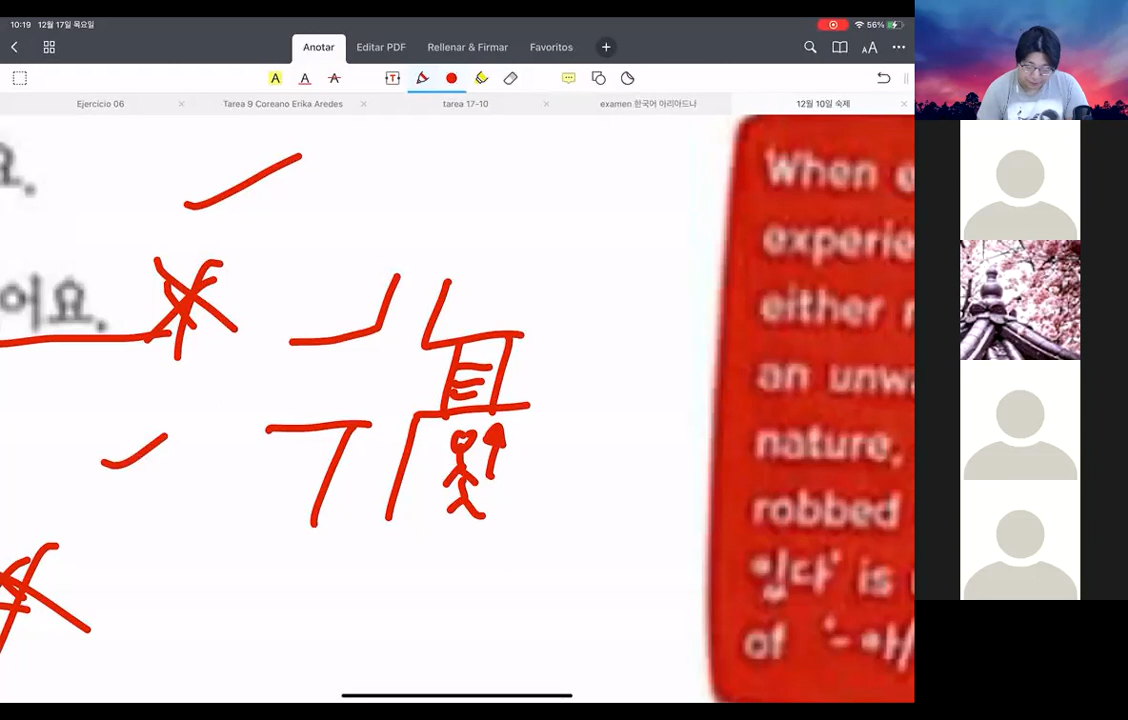 10:19 12월 17일 목요일 56%
Anotar Editar PDF Rellenar & Firmar Favoritos
Ejercicio 06 Tarea 9 Coreano Erika Aredes tarea 17-10 examen 한국어 아리아드나 12월 10일 숙제
요.
어요.
When e
experie
either r
an unwa
nature,
robbed
is
of '-아/